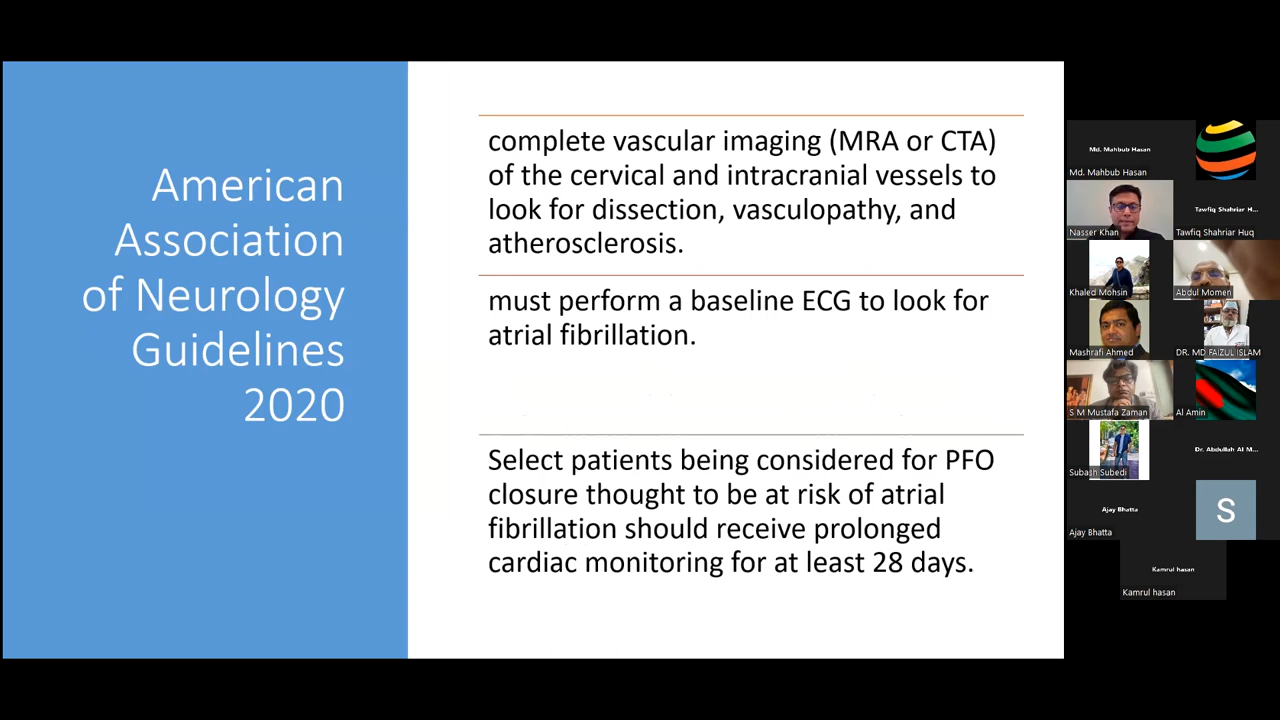 American
Association
of Neurology
Guidelines
2020
complete vascular imaging (MRA or CTA)
of the cervical and intracranial vessels to
look for dissection, vasculopathy, and
atherosclerosis.
must perform a baseline ECG to look for
atrial fibrillation.
Select patients being considered for PFO
closure thought to be at risk of atrial
fibrillation should receive prolonged
cardiac monitoring for at least 28 days.
Md. Mahbub Hasan
Md. Mahbub Hasan
Nasser Khan
Tawfiq Shahriar H...
Tawfiq Shahriar Huq
Khaled Mohsin
Abdul Momen
Mashrafi Ahmed
DR. MD FAIZUL ISLAM
S M Mustafa Zaman
Al Amin
Subash Subedi
Dr. Abdullah Al M...
Ajay Bhatta
Ajay Bhatta
S
Kamrul hasan
Kamrul hasan